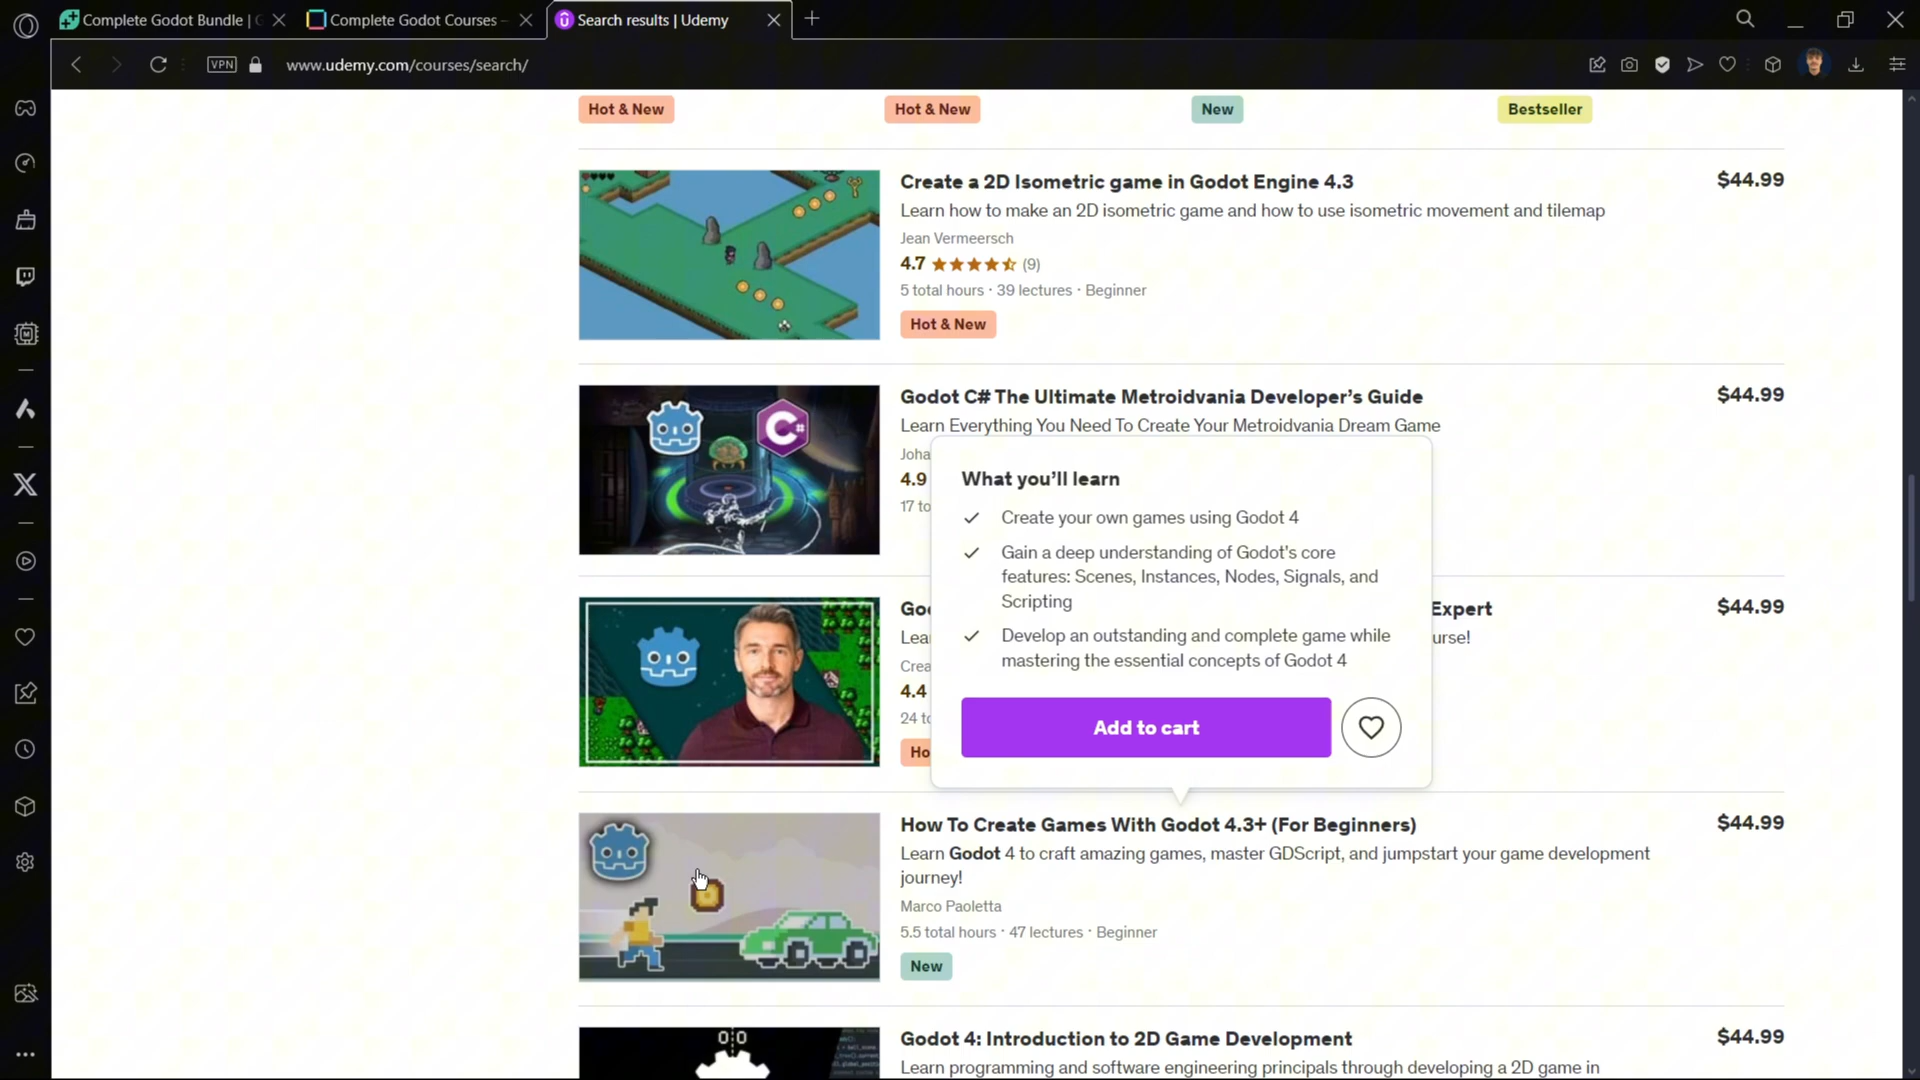 Complete Godot Bundle |
Complete Godot Courses –
Search results | Udemy
VPN
www.udemy.com/courses/search/
Hot & New
Hot & New
New
Bestseller
Create a 2D Isometric game in Godot Engine 4.3
$44.99
Learn how to make an 2D isometric game and how to use isometric movement and tilemap
Jean Vermeersch
4.7 (9)
5 total hours · 39 lectures · Beginner
Hot & New
Godot C# The Ultimate Metroidvania Developer's Guide
$44.99
Learn Everything You Need To Create Your Metroidvania Dream Game
Joha
4.9
17 to
What you'll learn
Create your own games using Godot 4
Gain a deep understanding of Godot's core
features: Scenes, Instances, Nodes, Signals, and
Scripting
Develop an outstanding and complete game while
mastering the essential concepts of Godot 4
Add to cart
C#
Expert
$44.99
Lea
urse!
Crea
4.4
24 to
Ho
How To Create Games With Godot 4.3+ (For Beginners)
$44.99
Learn Godot 4 to craft amazing games, master GDScript, and jumpstart your game development
journey!
Marco Paoletta
5.5 total hours · 47 lectures · Beginner
New
Godot 4: Introduction to 2D Game Development
$44.99
Learn programming and software engineering principals through developing a 2D game in
0 0